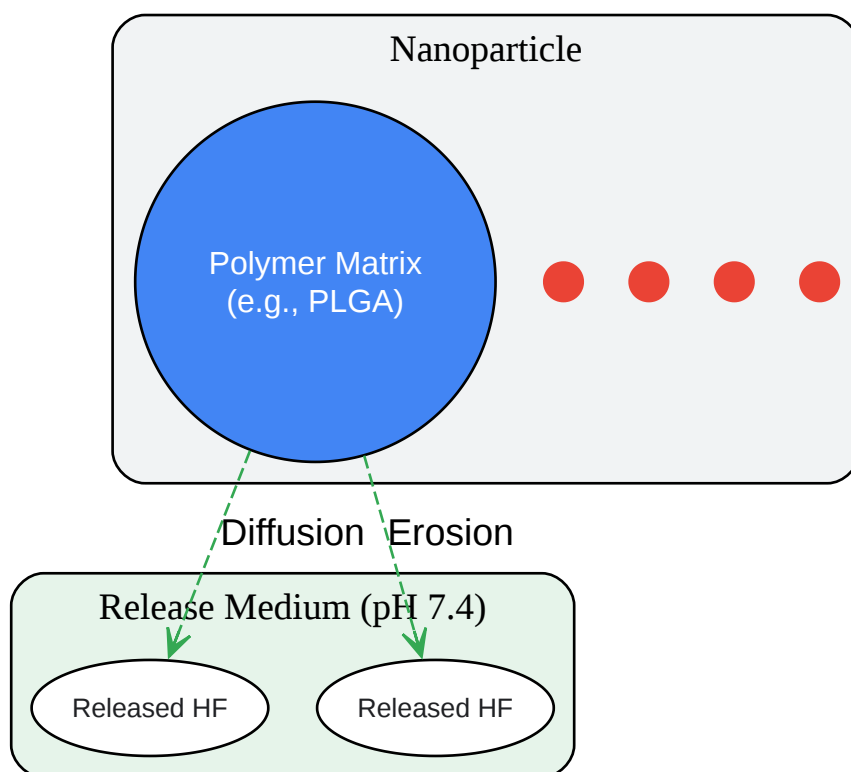 Nanoparticle
Polymer Matrix
(e.g., PLGA)
Diffusion
Erosion
Release Medium (pH 7.4)
Released HF
Released HF